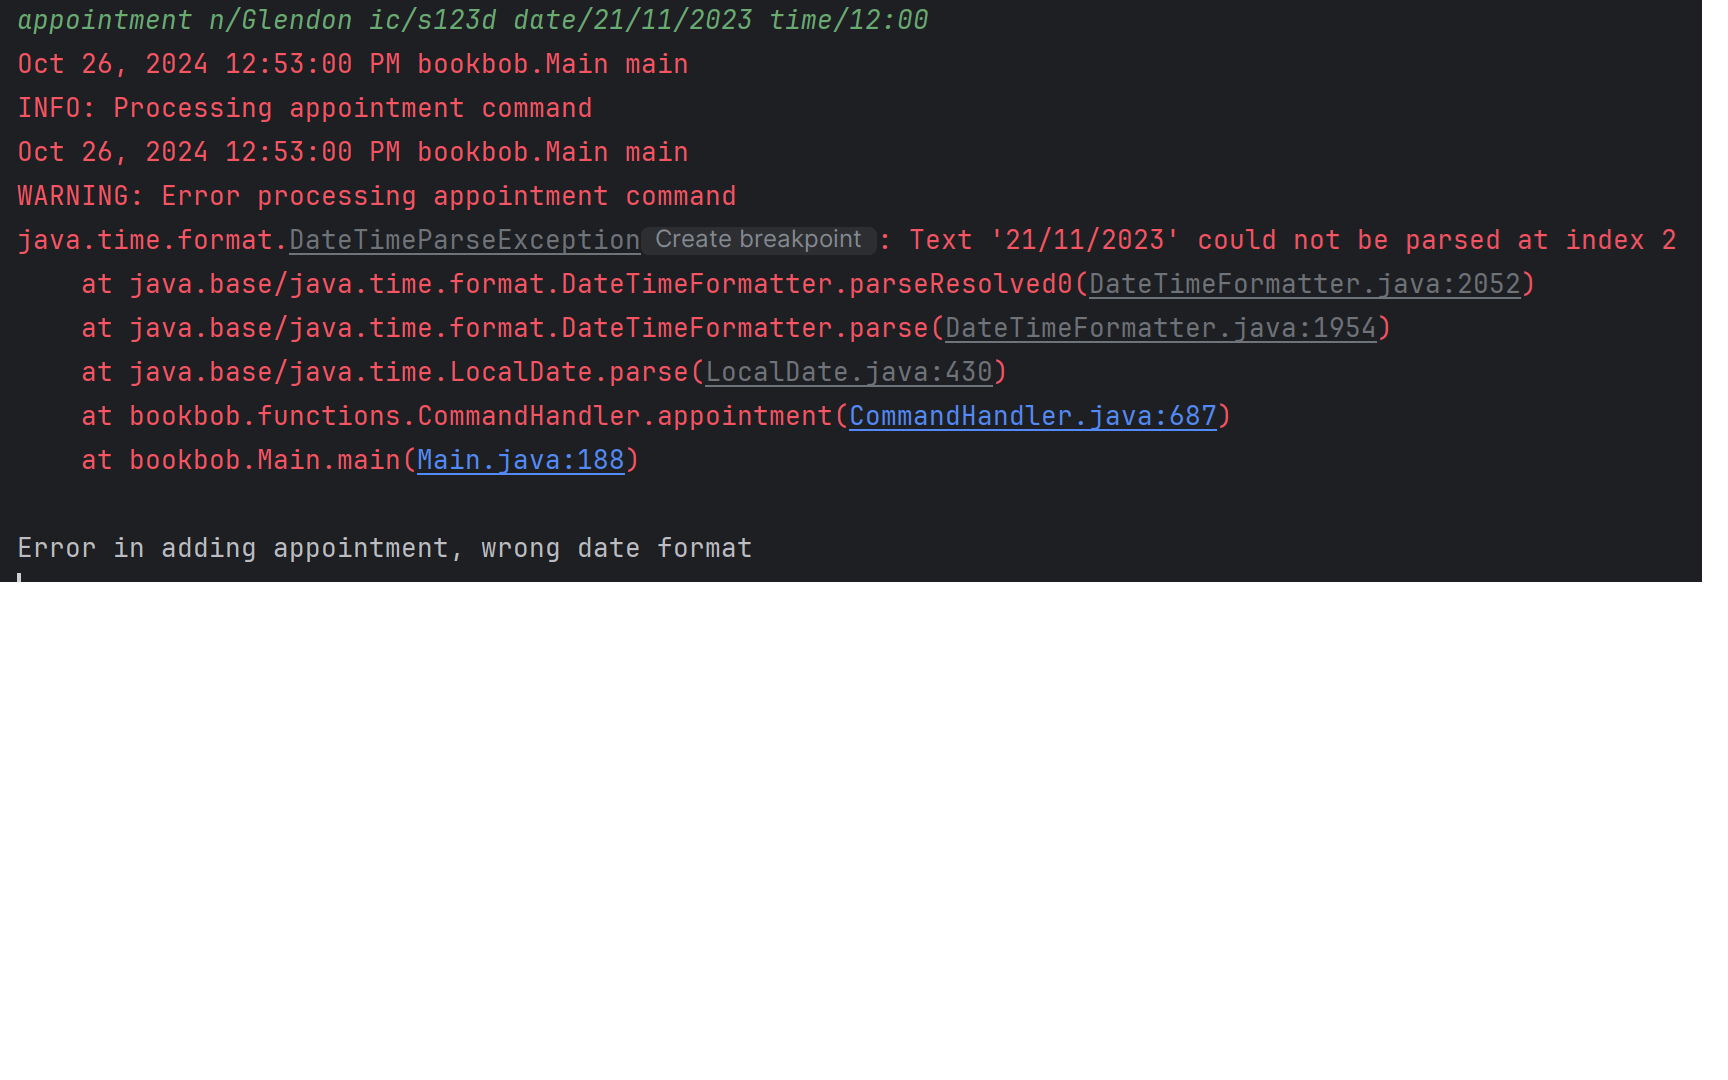 appointment n/Glendon ic/s123d date/21/11/2023 time/12:00
Oct 26, 2024 12:53:00 PM bookbob.Main main
INFO: Processing appointment command
Oct 26, 2024 12:53:00 PM bookbob.Main main
WARNING: Error processing appointment command
java.time.format.DateTimeParseException Create breakpoint : Text '21/11/2023' could not be parsed at index 2
    at java.base/java.time.format.DateTimeFormatter.parseResolved0(DateTimeFormatter.java:2052)
    at java.base/java.time.format.DateTimeFormatter.parse(DateTimeFormatter.java:1954)
    at java.base/java.time.LocalDate.parse(LocalDate.java:430)
    at bookbob.functions.CommandHandler.appointment(CommandHandler.java:687)
    at bookbob.Main.main(Main.java:188)
Error in adding appointment, wrong date format